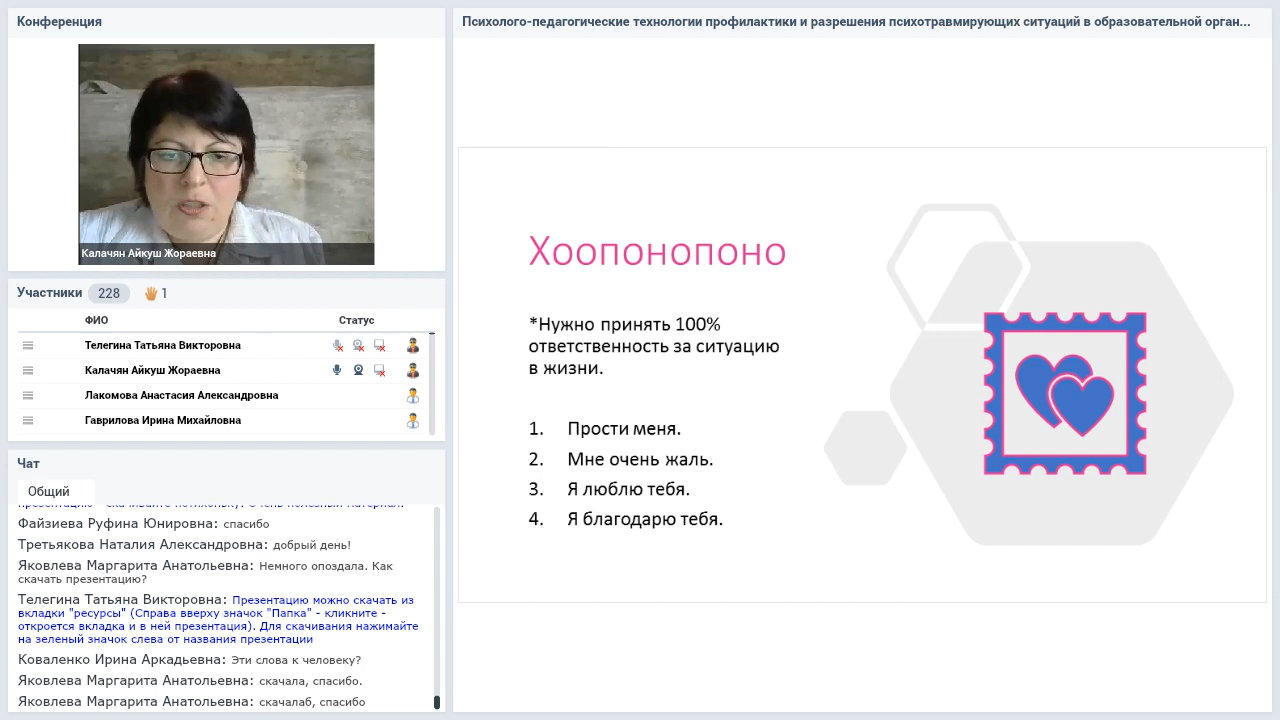 Конференция
Калачян Айкуш Жораевна
Участники 228 1
ФИО Статус
Телегина Татьяна Викторовна
Калачян Айкуш Жораевна
Лакомова Анастасия Александровна
Гаврилова Ирина Михайловна
Чат
Общий
презентацию - скачивайте потихоньку! Очень полезный материал.
Файзиева Руфина Юнировна: спасибо
Третьякова Наталия Александровна: добрый день!
Яковлева Маргарита Анатольевна: Немного опоздала. Как
скачать презентацию?
Телегина Татьяна Викторовна: Презентацию можно скачать из
вкладки "ресурсы" (Справа вверху значок "Папка" - кликните -
откроется вкладка и в ней презентация). Для скачивания нажимайте
на зеленый значок слева от названия презентации
Коваленко Ирина Аркадьевна: Эти слова к человеку?
Яковлева Маргарита Анатольевна: скачала, спасибо.
Яковлева Маргарита Анатольевна: скачалаб, спасибо
Психолого-педагогические технологии профилактики и разрешения психотравмирующих ситуаций в образовательной орган...
Хоопонопоно
*Нужно принять 100%
ответственность за ситуацию
в жизни.
1. Прости меня.
2. Мне очень жаль.
3. Я люблю тебя.
4. Я благодарю тебя.